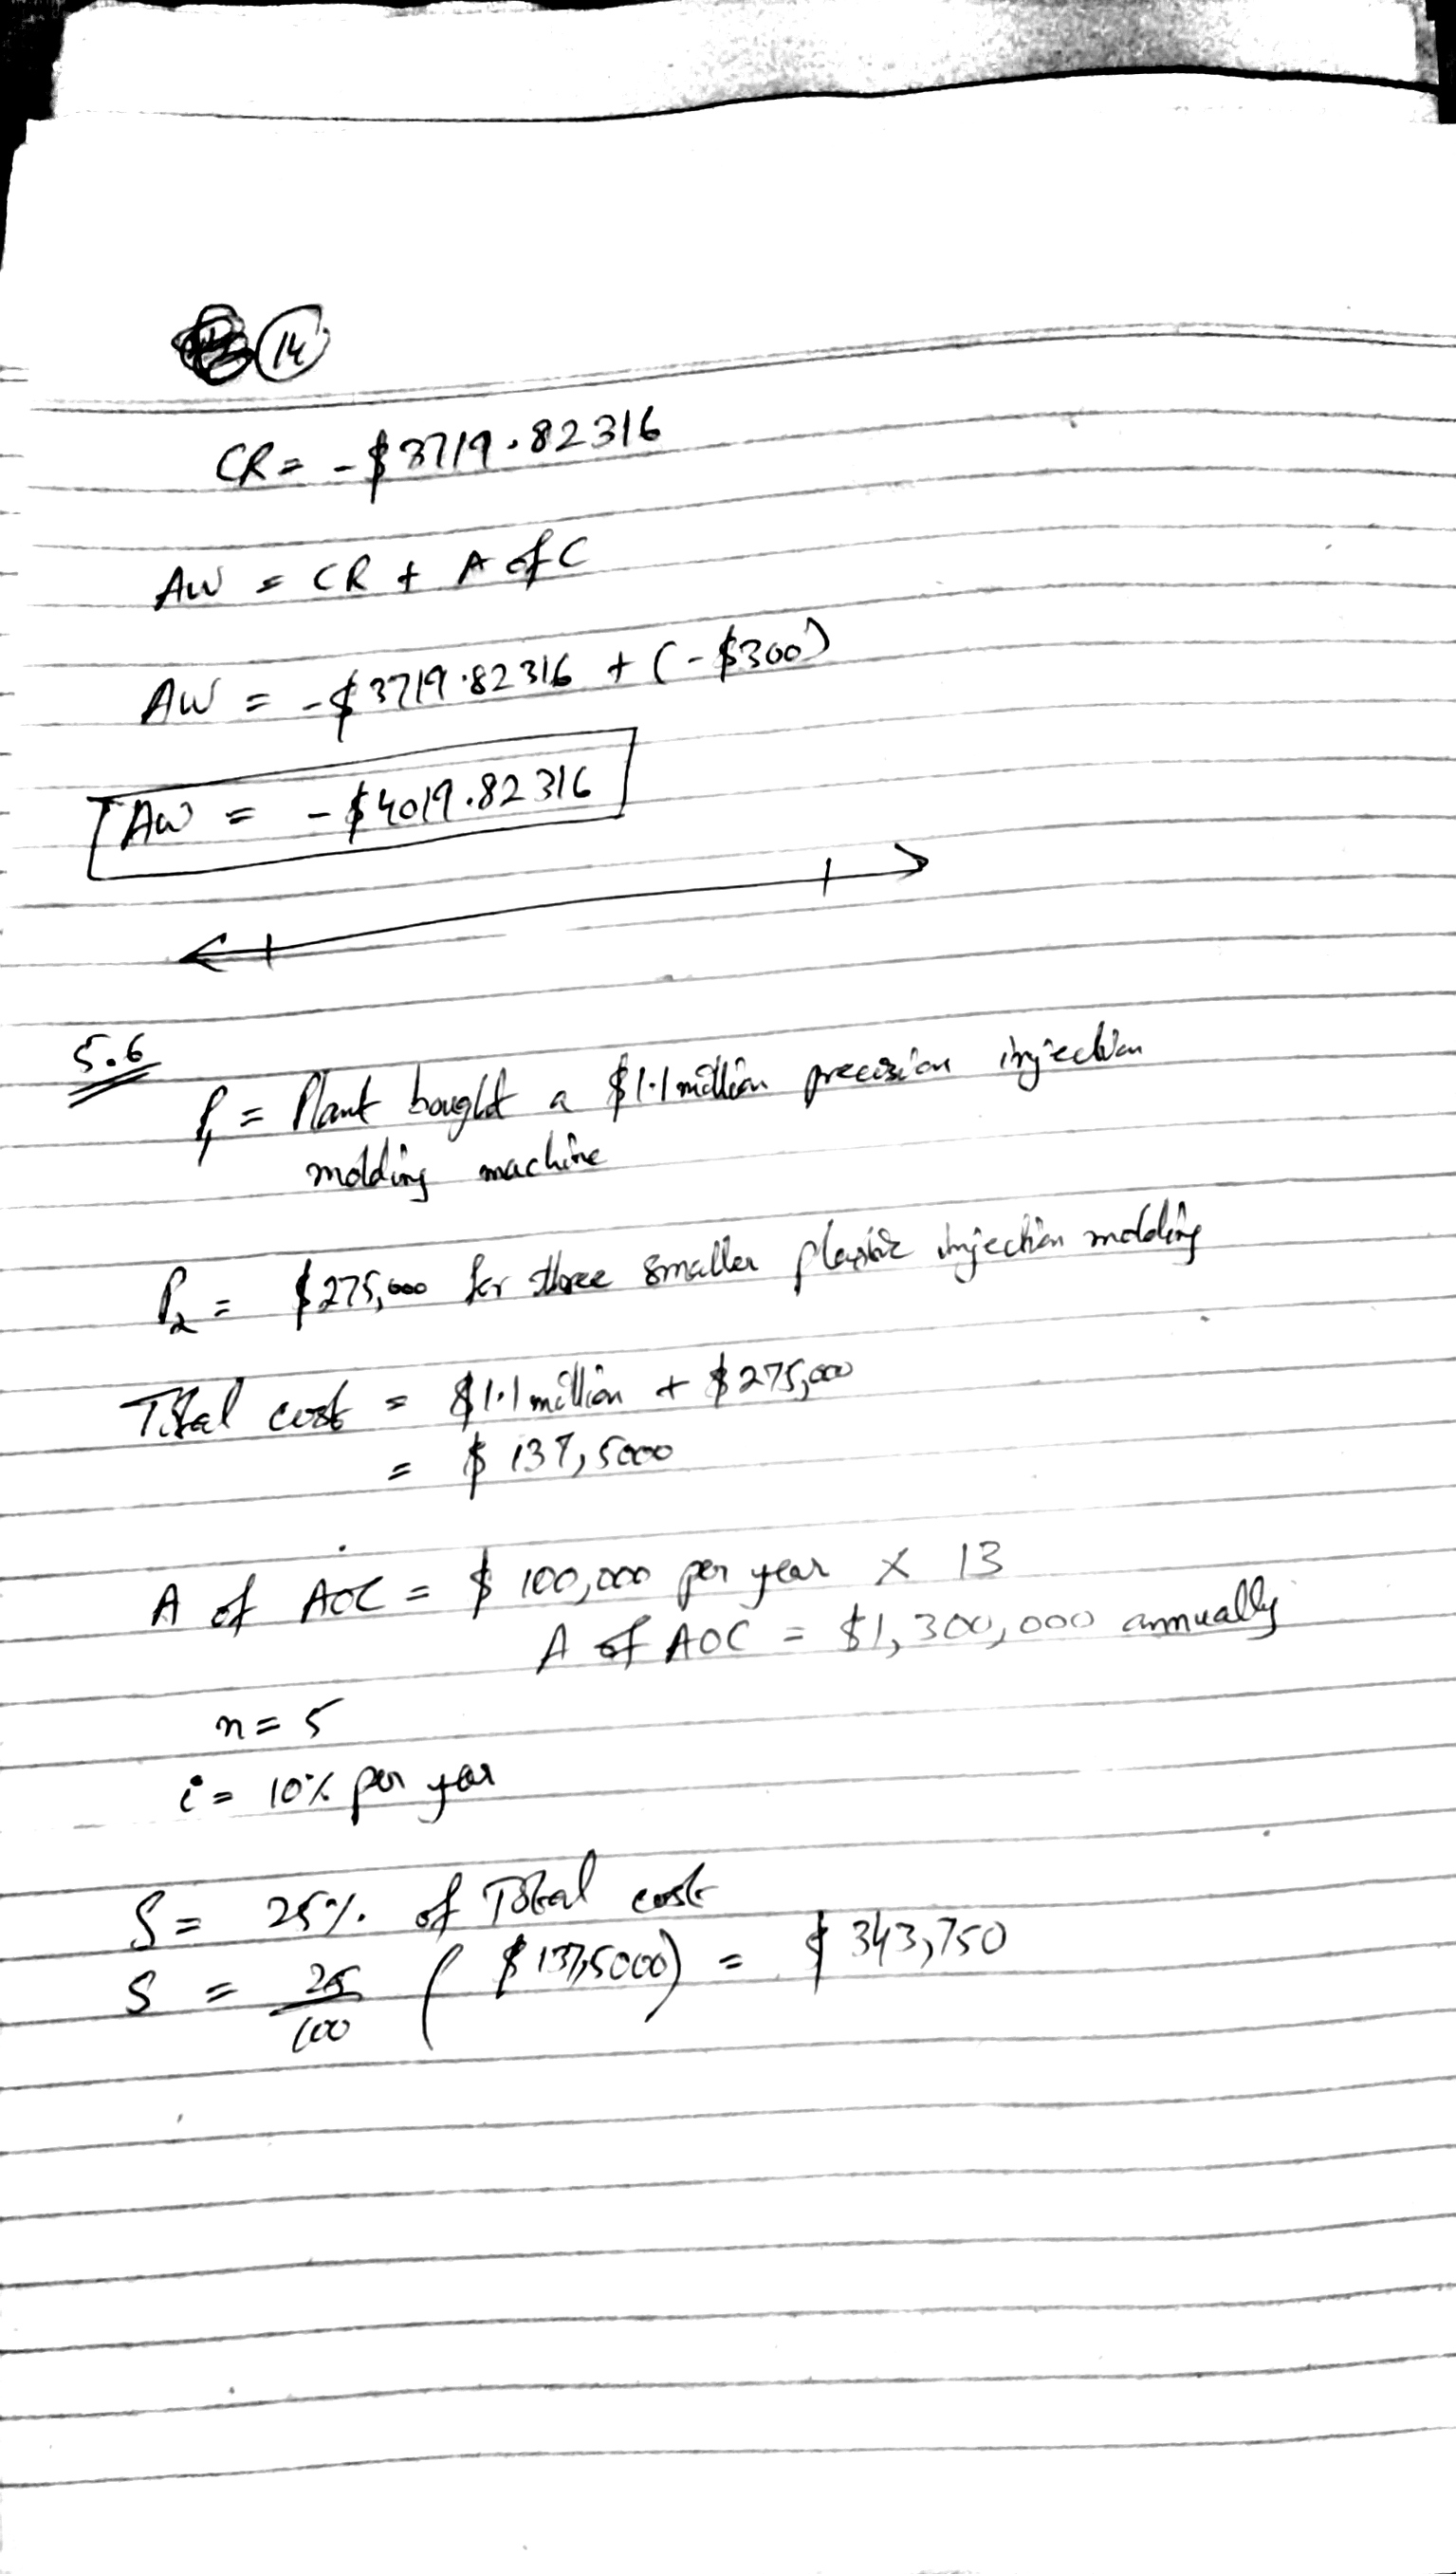 14
CR = -$3719.82316
AW = CR + A of C
AW = -$3719.82316 + (-$300)
AW = -$4019.82316
5.6
P1 = Plant bought a $1.1 million precision injection
molding machine
P2 = $275,000 for three smaller plastic injection molding
Total cost = $1.1 million + $275,000
= $137,5000
A of AOC = $100,000 per year x 13
A of AOC = $1,300,000 annually
n = 5
i = 10% per year
S = 25% of Total cost
S = 25/100 ($137,5000) = $343,750